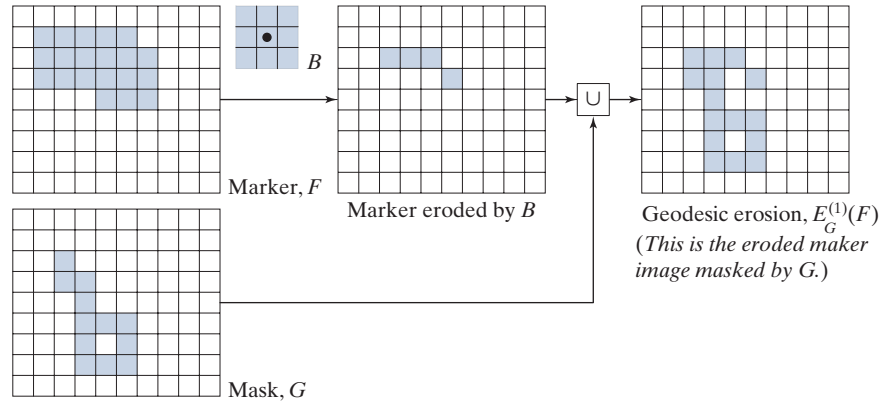 B
∪
Marker, F
Marker eroded by B
Geodesic erosion, E_G^(1)(F)
(This is the eroded maker
image masked by G.)
Mask, G